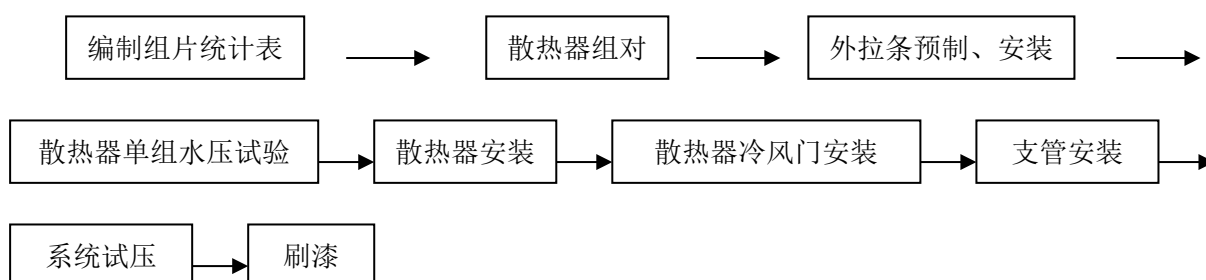 编制组片统计表 散热器组对 外拉条预制、安装
散热器单组水压试验 散热器安装 散热器冷风门安装 支管安装
系统试压 刷漆